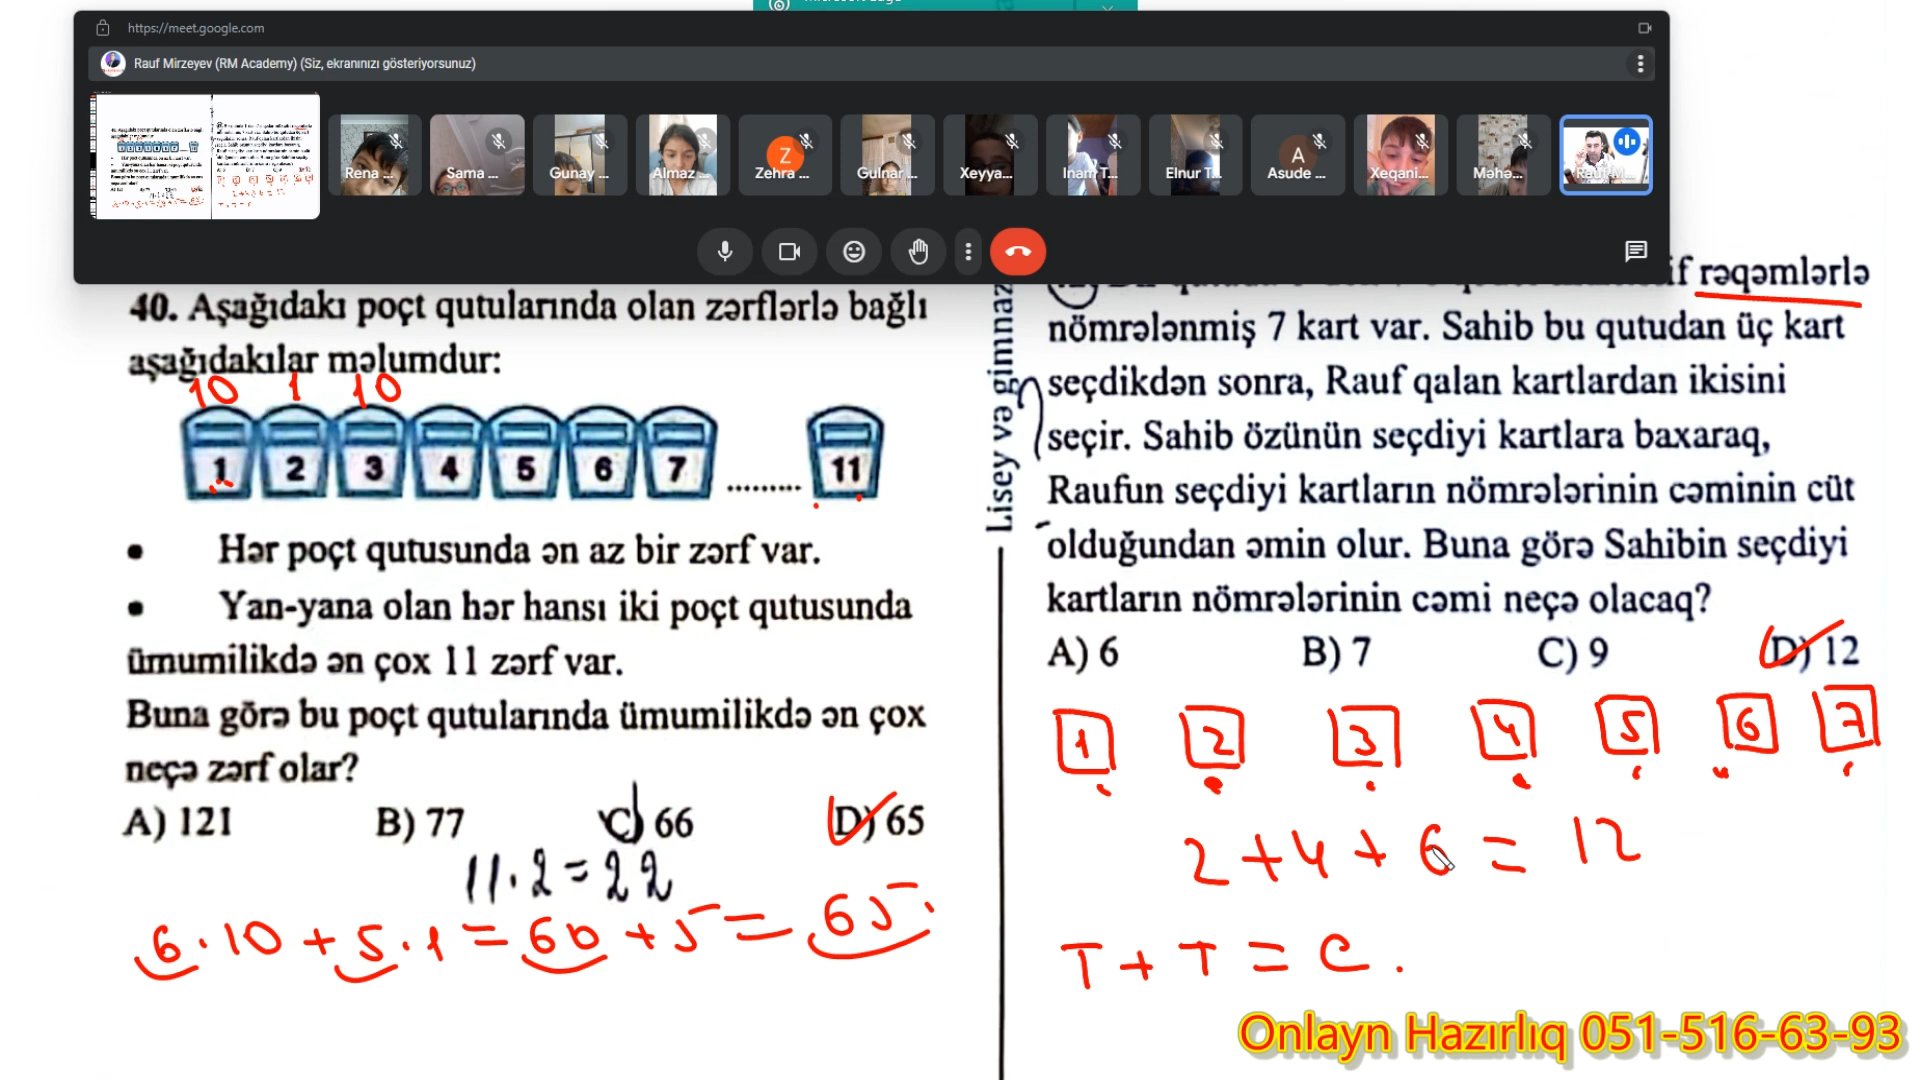 https://meet.google.com
Rauf Mirzeyev (RM Academy) (Siz, ekranınızı gösteriyorsunuz)
Rena ...
Sama ...
Gunay ...
Almaz ...
Z
Zehra ...
Gulnar ...
Xeyya...
Inam T...
Elnur T...
A
Asude ...
Xeqani...
Məhə...
Rauf M...
40. Aşağıdakı poçt qutularında olan zərflərlə bağlı
aşağıdakılar məlumdur:
10 1 10
1 2 3 4 5 6 7 ......... 11
• Hər poçt qutusunda ən az bir zərf var.
• Yan-yana olan hər hansı iki poçt qutusunda
ümumilikdə ən çox 11 zərf var.
Buna görə bu poçt qutularında ümumilikdə ən çox
neçə zərf olar?
A) 121 B) 77 C) 66 D) 65
11.2=22
6.10+5.1=60+5=65.
Lisey və gimnaz
if rəqəmlərlə
nömrələnmiş 7 kart var. Sahib bu qutudan üç kart
seçdikdən sonra, Rauf qalan kartlardan ikisini
seçir. Sahib özünün seçdiyi kartlara baxaraq,
Raufun seçdiyi kartların nömrələrinin cəminin cüt
olduğundan əmin olur. Buna görə Sahibin seçdiyi
kartların nömrələrinin cəmi neçə olacaq?
A) 6 B) 7 C) 9 D) 12
1 2 3 4 5 6 7
2+4+6=12
T+T=C.
Onlayn Hazırlıq 051-516-63-93